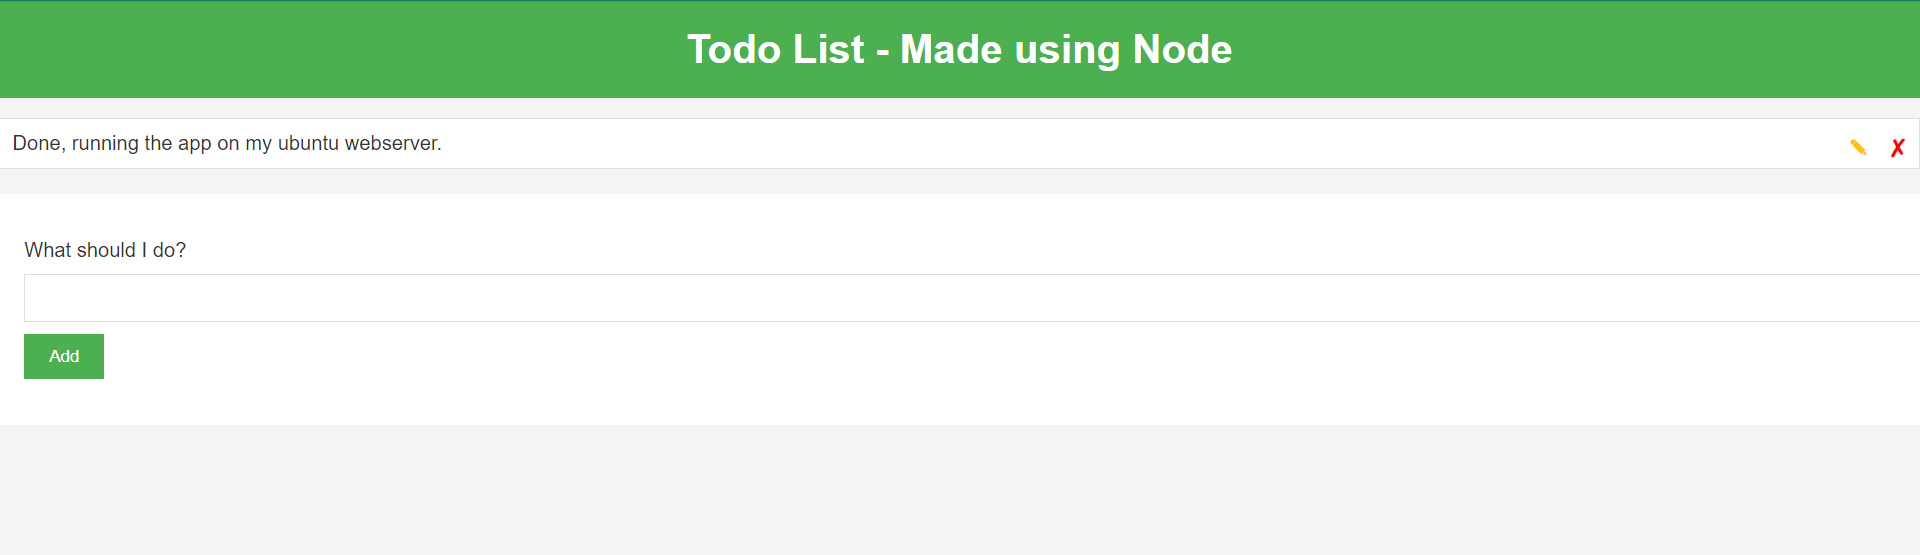 Todo List - Made using Node
Done, running the app on my ubuntu webserver.
What should I do?
Add